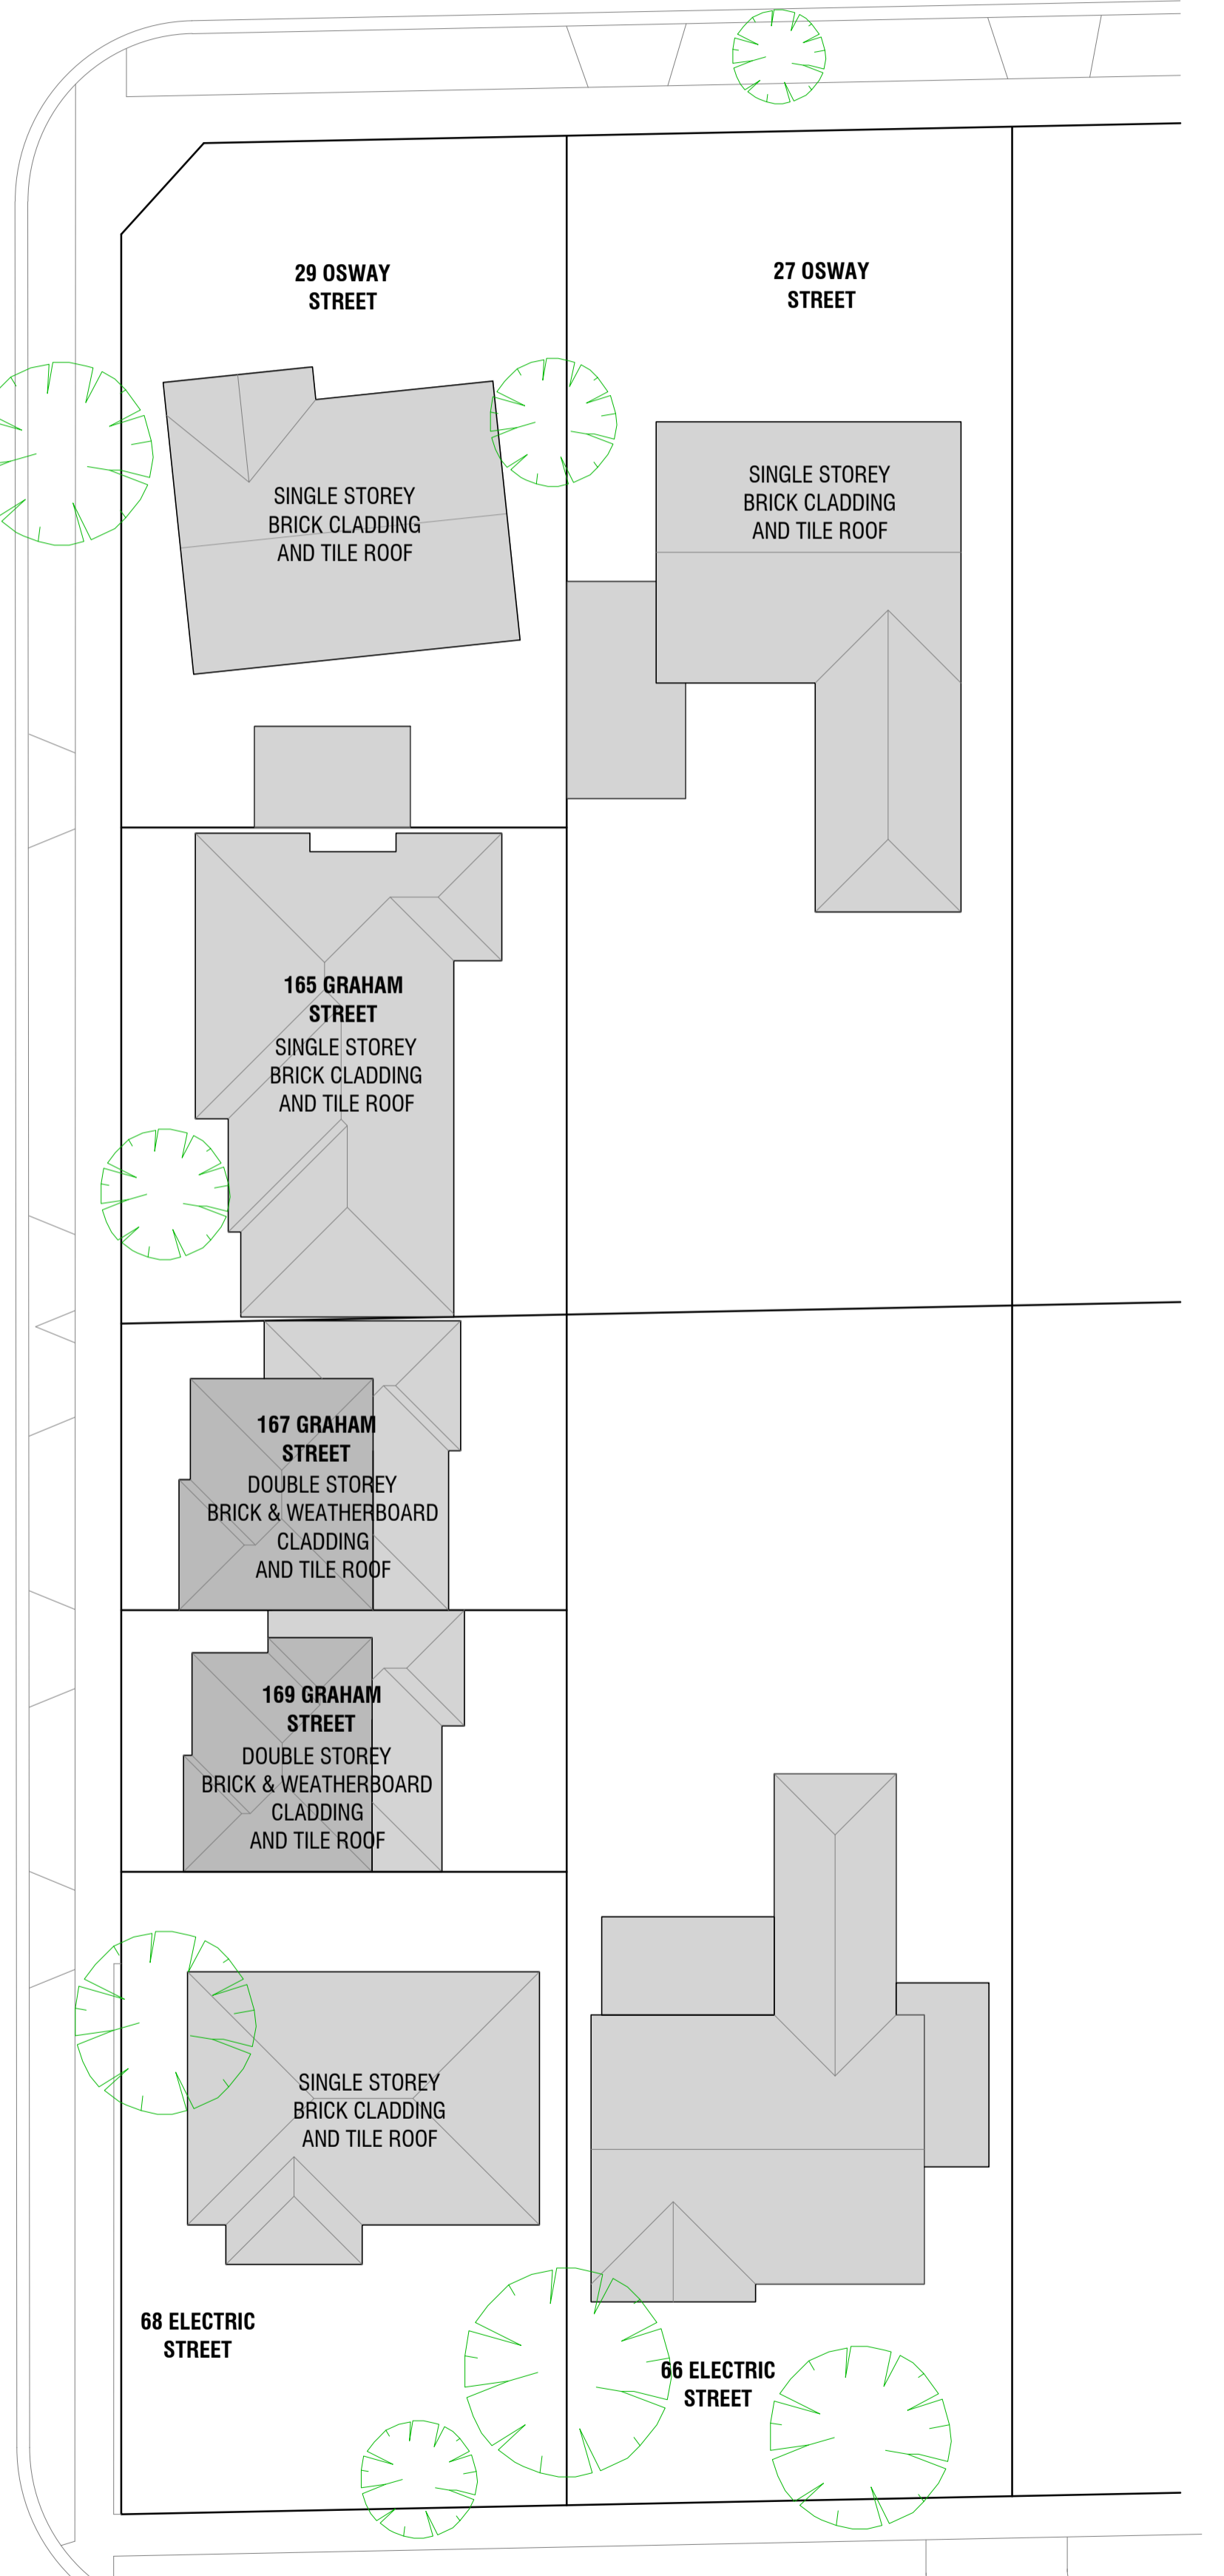 29 OSWAY
STREET
27 OSWAY
STREET
SINGLE STOREY
BRICK CLADDING
AND TILE ROOF
SINGLE STOREY
BRICK CLADDING
AND TILE ROOF
165 GRAHAM
STREET
SINGLE STOREY
BRICK CLADDING
AND TILE ROOF
167 GRAHAM
STREET
DOUBLE STOREY
BRICK & WEATHERBOARD
CLADDING
AND TILE ROOF
169 GRAHAM
STREET
DOUBLE STOREY
BRICK & WEATHERBOARD
CLADDING
AND TILE ROOF
SINGLE STOREY
BRICK CLADDING
AND TILE ROOF
68 ELECTRIC
STREET
66 ELECTRIC
STREET